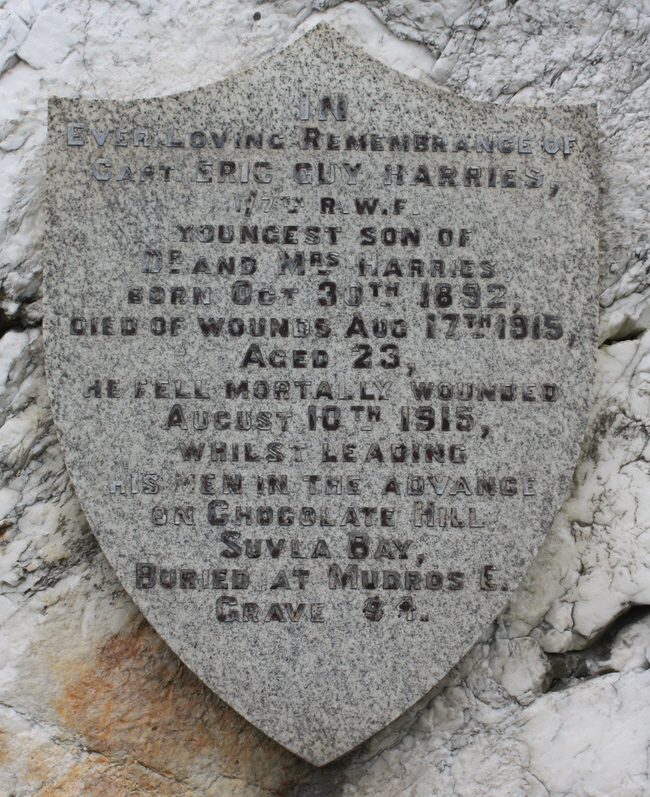 IN
EVER LOVING REMEMBRANCE OF
CAPT. ERIC GUY HARRIES,
1/7TH R.W.F.
YOUNGEST SON OF
DR AND MRS HARRIES
BORN OCT 30TH 1892,
DIED OF WOUNDS AUG 17TH 1915,
AGED 23,
HE FELL MORTALLY WOUNDED
AUGUST 10TH 1915,
WHILST LEADING
HIS MEN IN THE ADVANCE
ON CHOCOLATE HILL
SUVLA BAY,
BURIED AT MUDROS E.
GRAVE